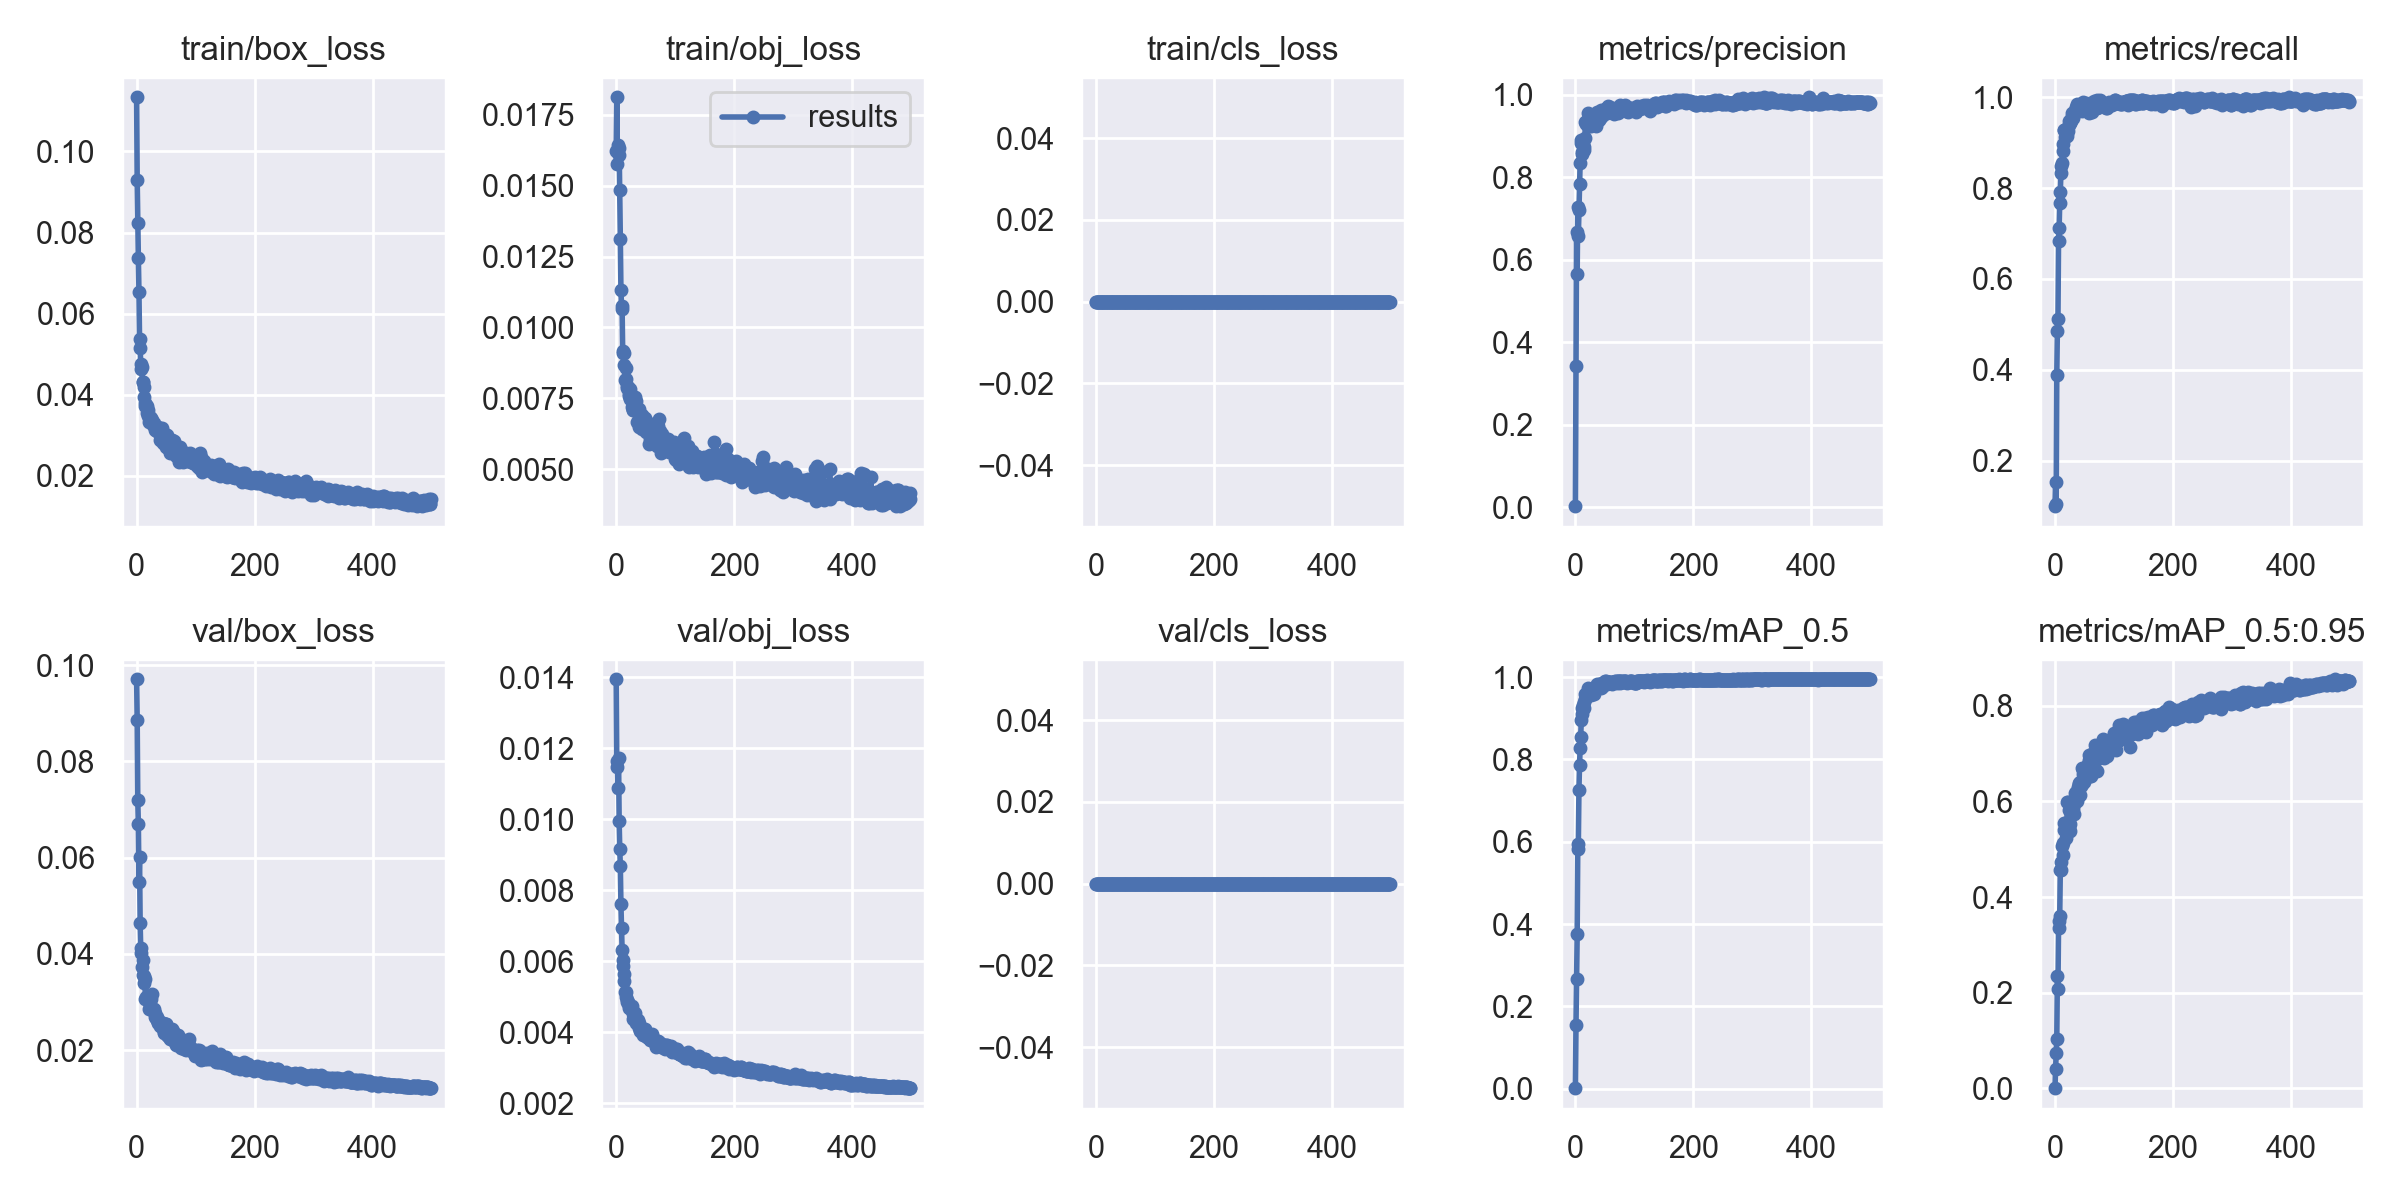 train/box_loss
0.10
0.08
0.06
0.04
0.02
0 200 400
train/obj_loss
results
0.0175
0.0150
0.0125
0.0100
0.0075
0.0050
0 200 400
train/cls_loss
0.04
0.02
0.00
−0.02
−0.04
0 200 400
metrics/precision
1.0
0.8
0.6
0.4
0.2
0.0
0 200 400
metrics/recall
1.0
0.8
0.6
0.4
0.2
0 200 400
val/box_loss
0.10
0.08
0.06
0.04
0.02
0 200 400
val/obj_loss
0.014
0.012
0.010
0.008
0.006
0.004
0.002
0 200 400
val/cls_loss
0.04
0.02
0.00
−0.02
−0.04
0 200 400
metrics/mAP_0.5
1.0
0.8
0.6
0.4
0.2
0.0
0 200 400
metrics/mAP_0.5:0.95
0.8
0.6
0.4
0.2
0.0
0 200 400